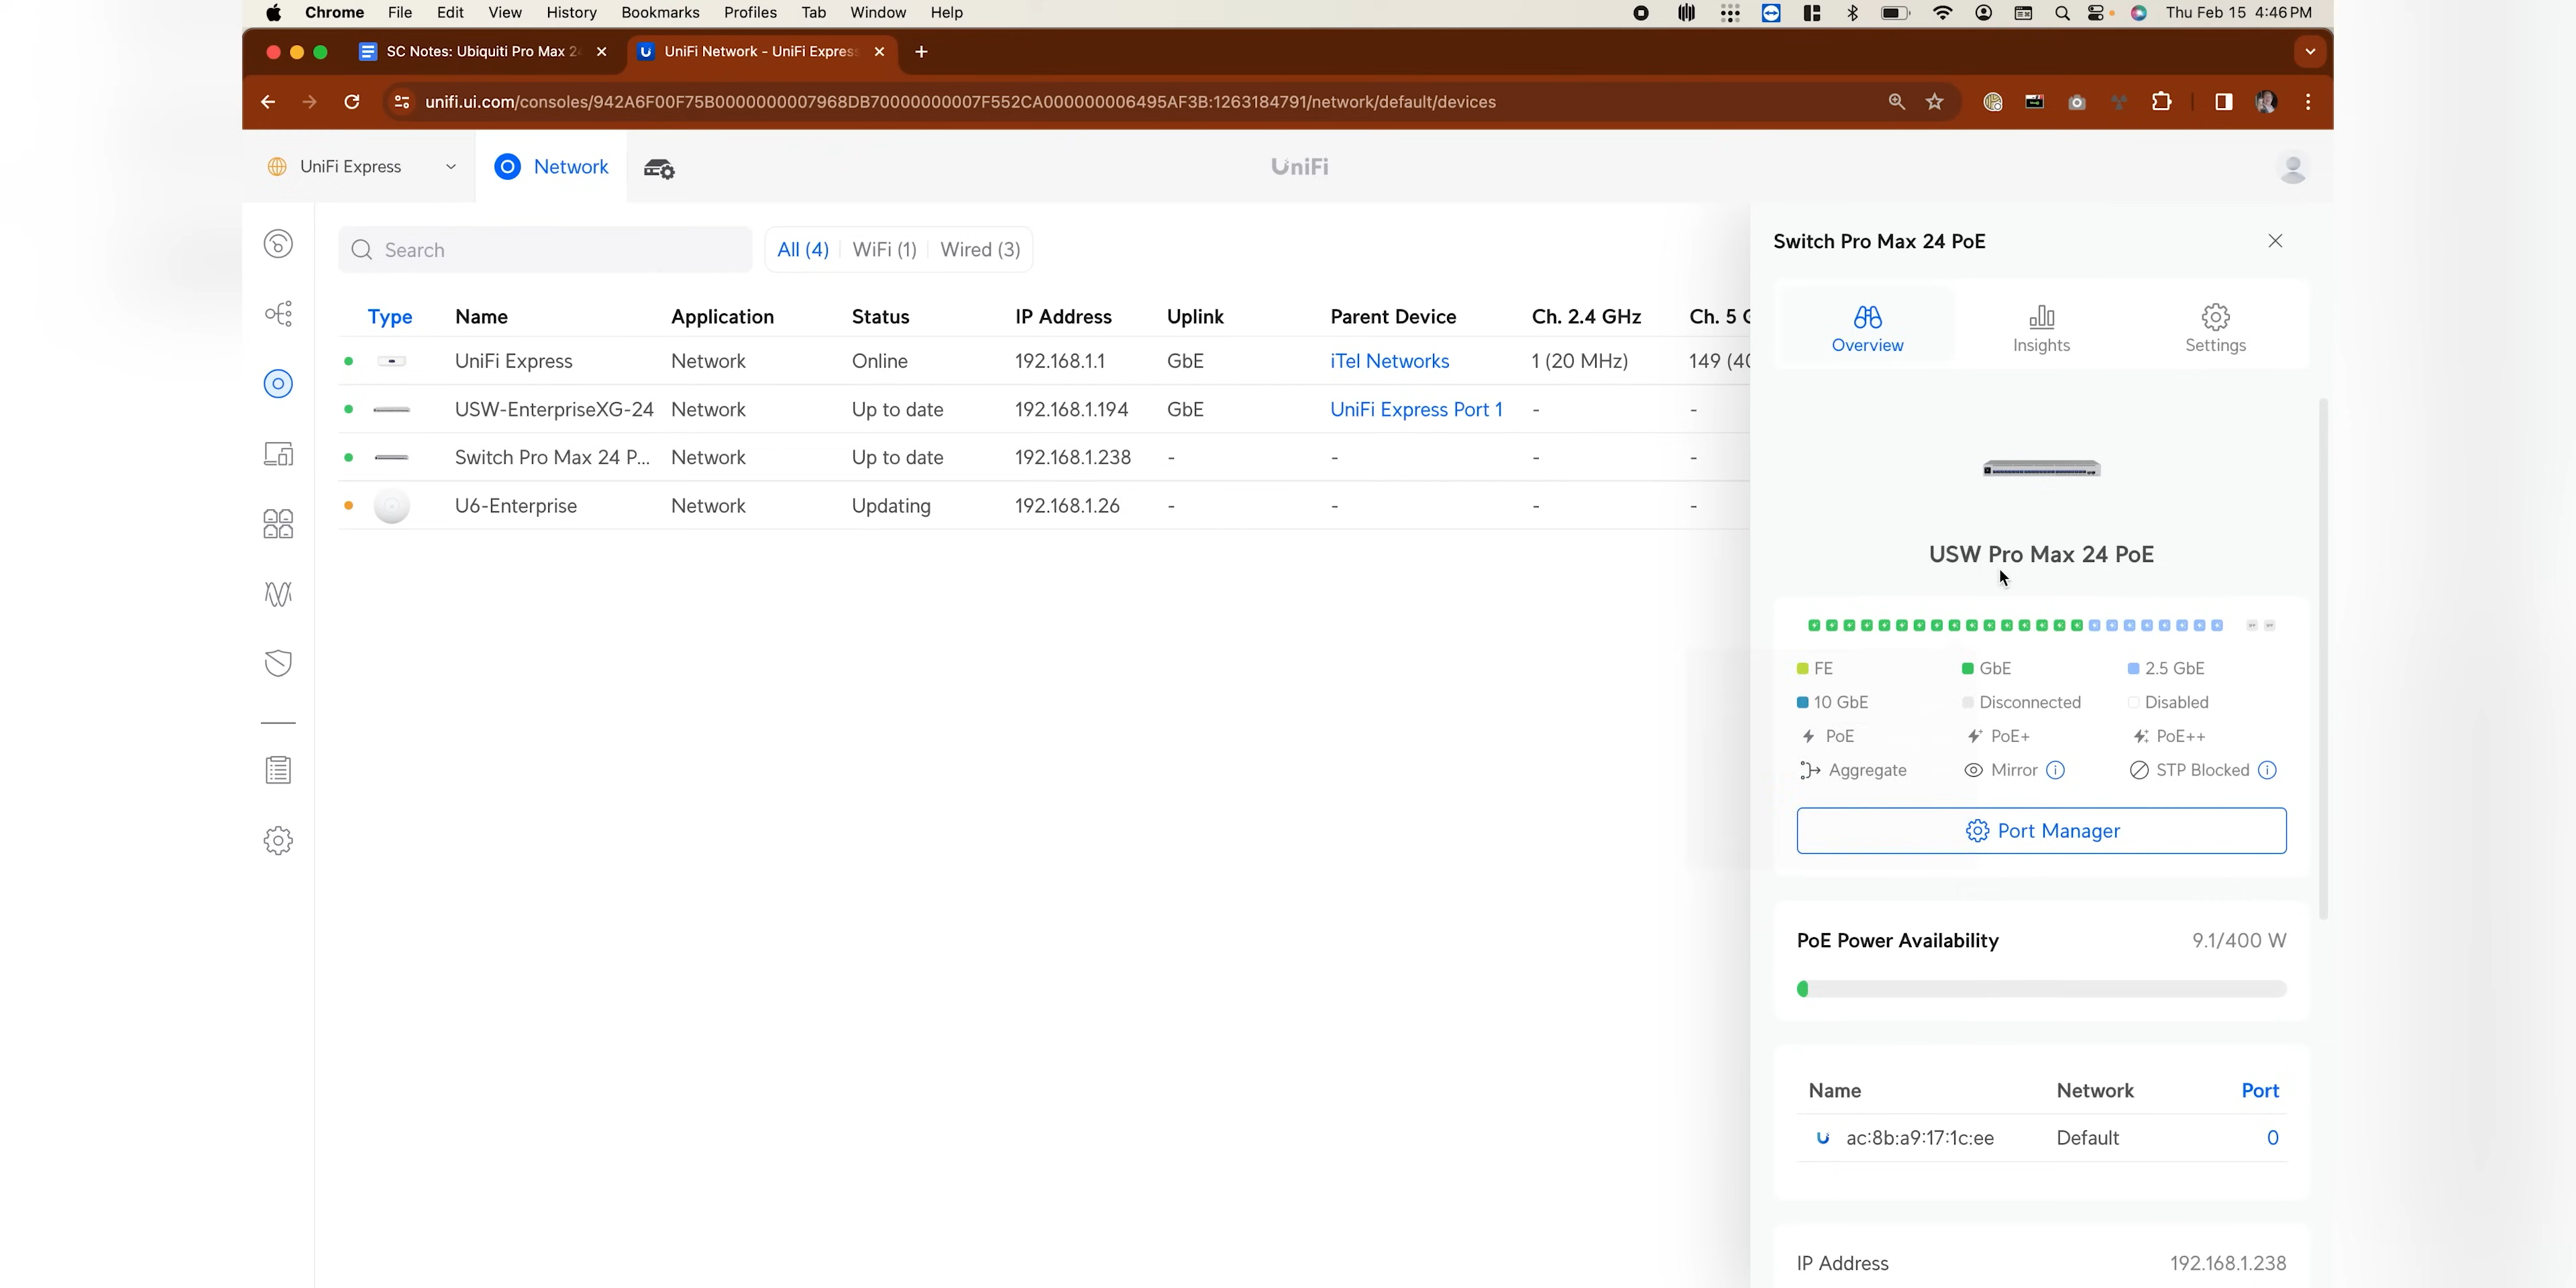 Chrome File Edit View History Bookmarks Profiles Tab Window Help Thu Feb 15 4:46 PM
SC Notes: Ubiquiti Pro Max 2
UniFi Network - UniFi Express
unifi.ui.com/consoles/942A6F00F75B0000000007968DB70000000007F552CA000000006495AF3B:1263184791/network/default/devices
UniFi Express Network UniFi
Search All (4) WiFi (1) Wired (3)
Type Name Application Status IP Address Uplink Parent Device Ch. 2.4 GHz Ch. 5 G
UniFi Express Network Online 192.168.1.1 GbE iTel Networks 1 (20 MHz) 149 (40
USW-EnterpriseXG-24 Network Up to date 192.168.1.194 GbE UniFi Express Port 1 - -
Switch Pro Max 24 P... Network Up to date 192.168.1.238 - - - -
U6-Enterprise Network Updating 192.168.1.26 - - - -
Switch Pro Max 24 PoE
Overview Insights Settings
USW Pro Max 24 PoE
FE GbE 2.5 GbE
10 GbE Disconnected Disabled
PoE PoE+ PoE++
Aggregate Mirror STP Blocked
Port Manager
PoE Power Availability 9.1/400 W
Name Network Port
ac:8b:a9:17:1c:ee Default 0
IP Address 192.168.1.238